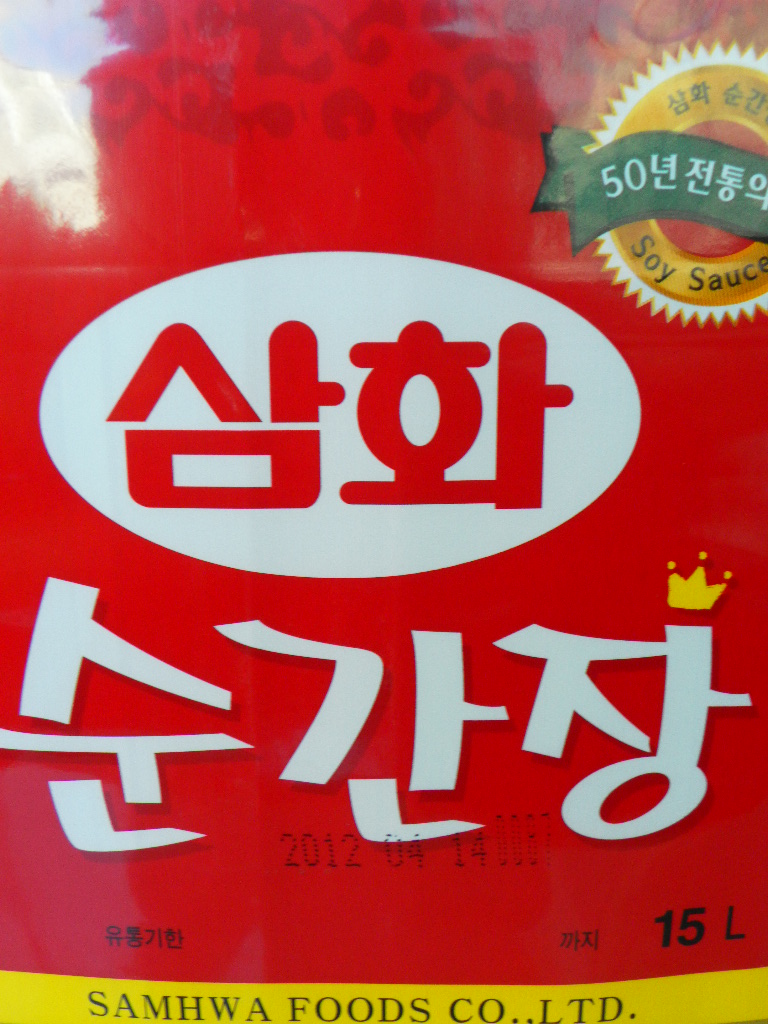 삼화 순간
50년 전통의
Soy Sauce
삼화
순간장
2012 04 14
유통기한 까지 15 L
SAMHWA FOODS CO.,LTD.